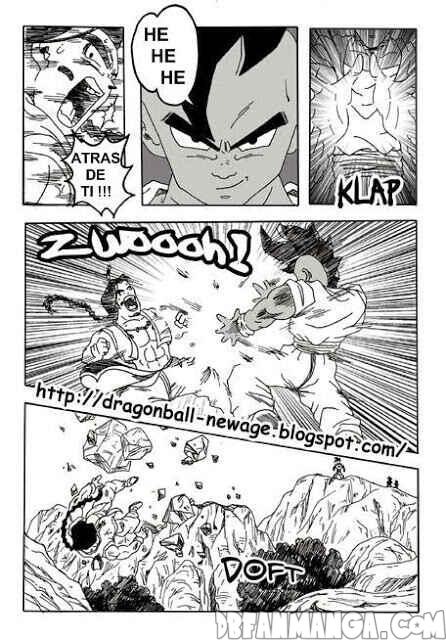 ATRAS
DE
TI !!!
HE
HE
HE
KLAP
ZWOOOh!
http://dragonball-newage.blogspot.com/
DOFT
DBFANMANGA.COM